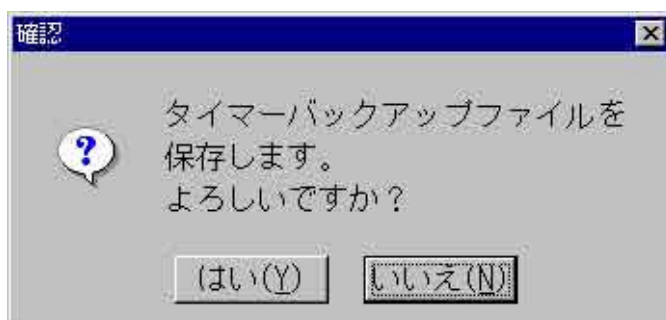 確認
タイマーバックアップファイルを
保存します。
よろしいですか？
はい(Y)
いいえ(N)